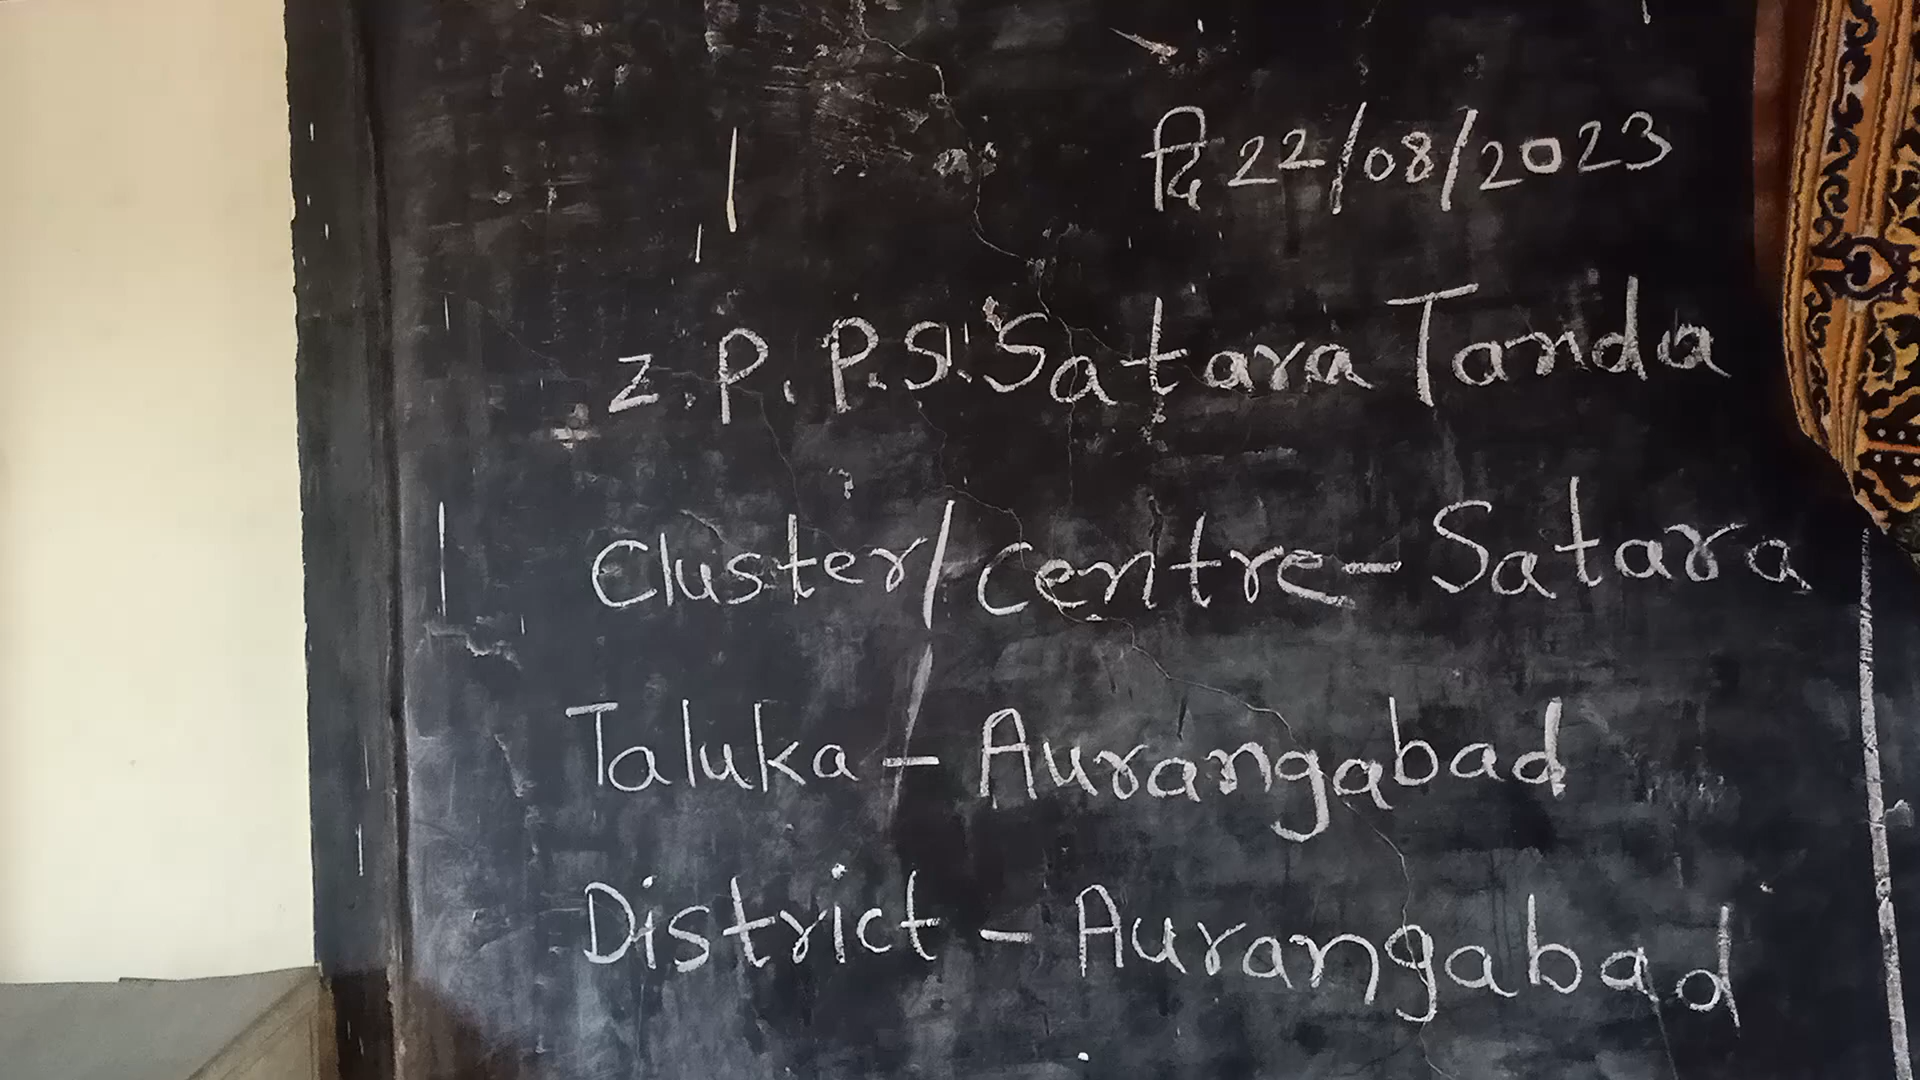 दि. 22/08/2023
Z.P.P.S. Satara Tanda
Cluster/Centre- Satara
Taluka - Aurangabad
District - Aurangabad